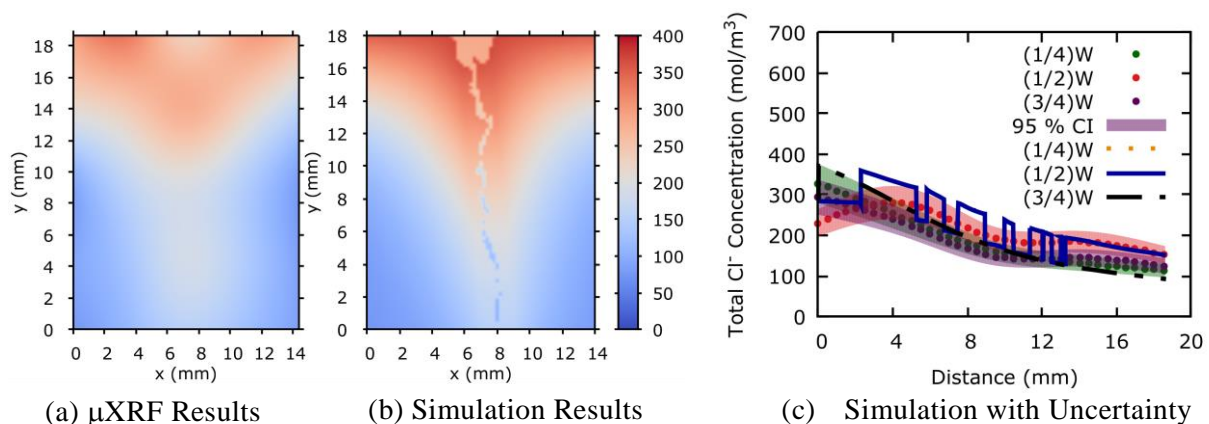 18
16
14
12
10
8
6
4
2
0
y (mm)
0 2 4 6 8 10 12 14
x (mm)
(a) μXRF Results
18
16
14
12
10
8
6
4
2
0
y (mm)
0 2 4 6 8 10 12 14
x (mm)
400
350
300
250
200
150
100
50
0
(b) Simulation Results
Total Cl⁻ Concentration (mol/m³)
700
600
500
400
300
200
100
0
(1/4)W
(1/2)W
(3/4)W
95 % CI
(1/4)W
(1/2)W
(3/4)W
0 4 8 12 16 20
Distance (mm)
(c) Simulation with Uncertainty